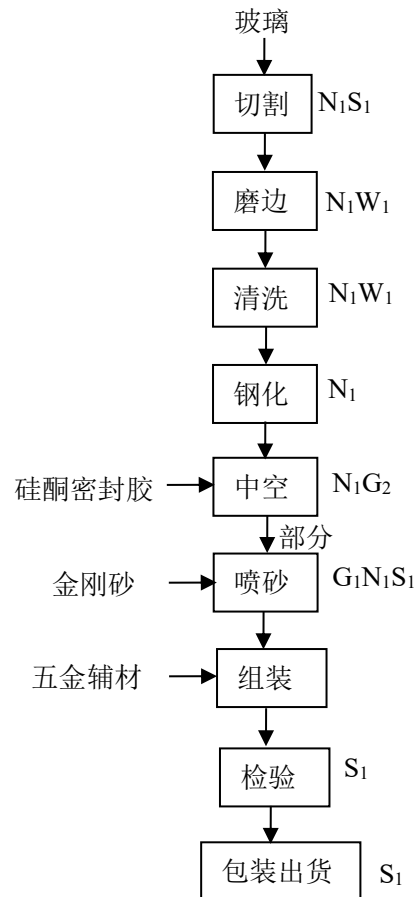 玻璃
切割 N₁S₁
磨边 N₁W₁
清洗 N₁W₁
钢化 N₁
硅酮密封胶 中空 N₁G₂
部分
金刚砂 喷砂 G₁N₁S₁
五金辅材 组装
检验 S₁
包装出货 S₁